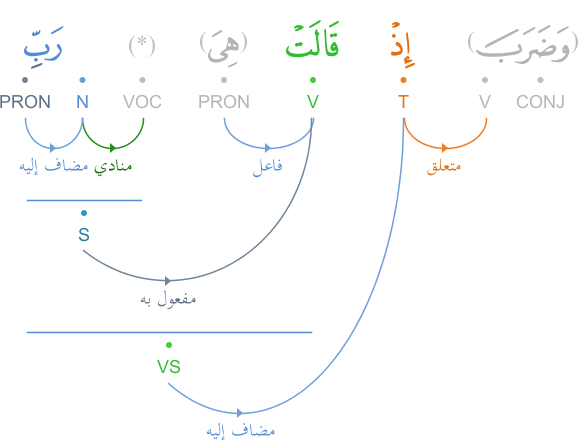 (وَضَرَبَ) إِذْ قَالَتْ (هِيَ) (*) رَبِّ
PRON N VOC PRON V T V CONJ
مضاف إليه منادي فاعل متعلق
S
مفعول به
VS
مضاف إليه